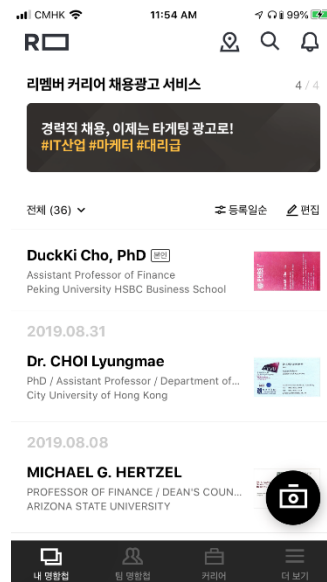 CMHK
11:54 AM
99%
R
리멤버 커리어 채용광고 서비스
4 / 4
경력직 채용, 이제는 타게팅 광고로!
#IT산업 #마케터 #대리급
전체 (36)
등록일순
편집
DuckKi Cho, PhD 본인
Assistant Professor of Finance
Peking University HSBC Business School
2019.08.31
Dr. CHOI Lyungmae
PhD / Assistant Professor / Department of...
City University of Hong Kong
2019.08.08
MICHAEL G. HERTZEL
PROFESSOR OF FINANCE / DEAN'S COUN...
ARIZONA STATE UNIVERSITY
내 명함첩
팀 명함첩
커리어
더 보기